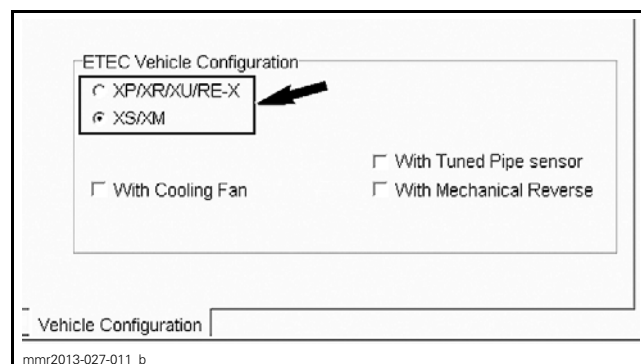 ETEC Vehicle Configuration
XP/XR/XU/RE-X
XS/XM
With Tuned Pipe sensor
With Cooling Fan
With Mechanical Reverse
Vehicle Configuration
mmr2013-027-011_b